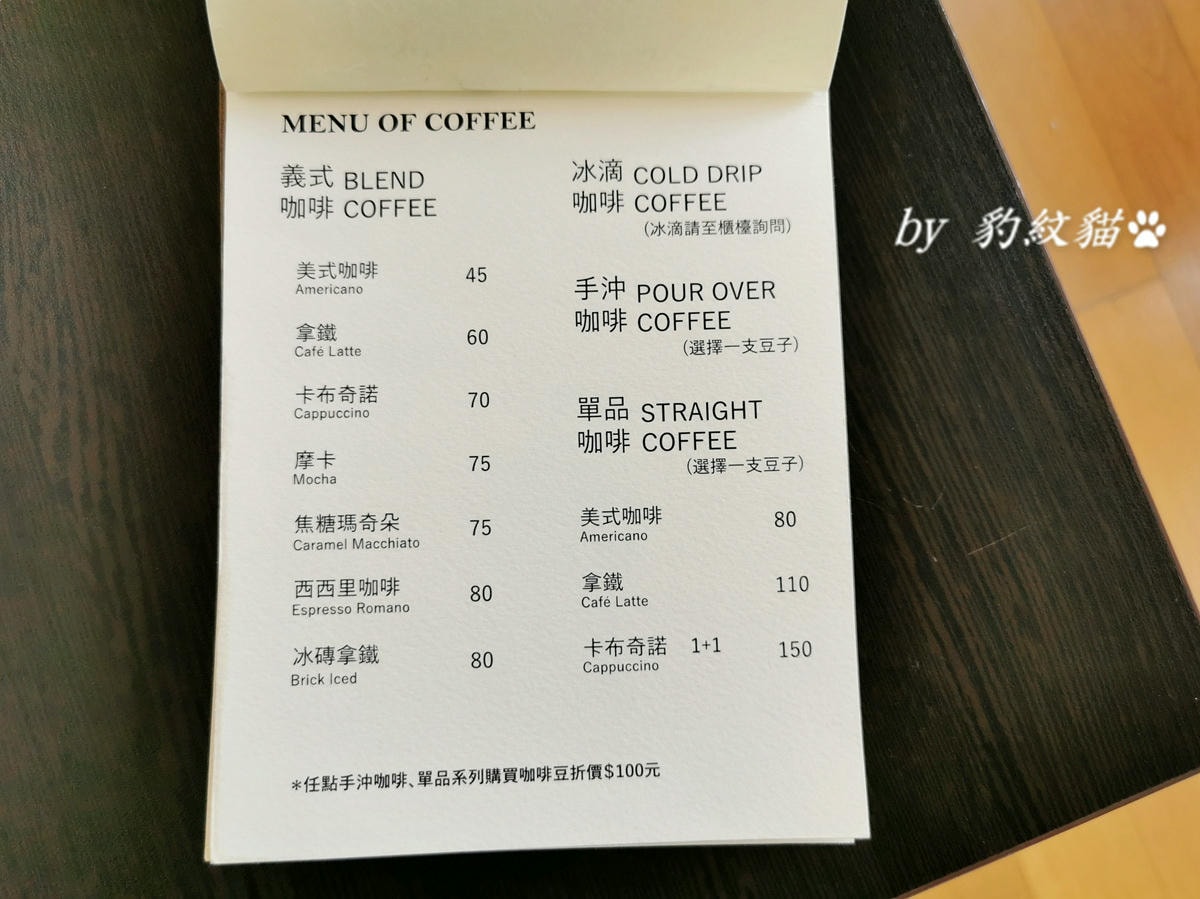 MENU OF COFFEE
義式 BLEND
咖啡 COFFEE
美式咖啡 45
Americano
拿鐵 60
Café Latte
卡布奇諾 70
Cappuccino
摩卡 75
Mocha
焦糖瑪奇朵 75
Caramel Macchiato
西西里咖啡 80
Espresso Romano
冰磚拿鐵 80
Brick Iced
冰滴 COLD DRIP
咖啡 COFFEE
(冰滴請至櫃檯詢問)
手沖 POUR OVER
咖啡 COFFEE
(選擇一支豆子)
單品 STRAIGHT
咖啡 COFFEE
(選擇一支豆子)
美式咖啡 80
Americano
拿鐵 110
Café Latte
卡布奇諾 1+1 150
Cappuccino
*任點手沖咖啡、單品系列購買咖啡豆折價$100元
by 豹紋貓